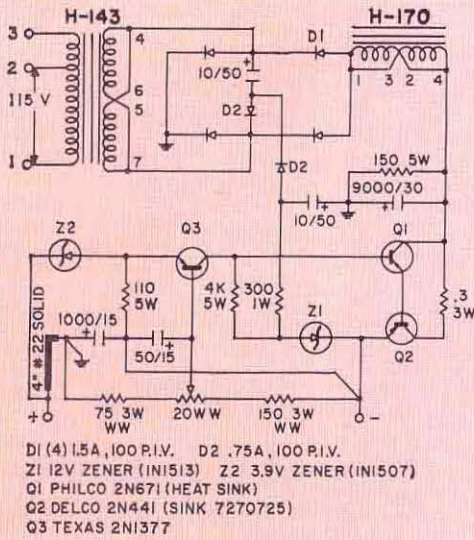 H-143
H-170
3
2
115 V
1
4
6
5
7
D1
10/50
+
D2
1 3 2 4
D2
150 5W
9000/30
+
10/50
+
Z2
Q3
Q1
Q2
.3
3W
110
5W
4K
5W
300
1W
Z1
4" # 22 SOLID
1000/15
+
50/15
+
75 3W
WW
20WW
150 3W
WW
+
-
D1 (4) 1.5A, 100 P.I.V. D2 .75A, 100 P.I.V.
Z1 12V ZENER (IN1513) Z2 3.9V ZENER (IN1507)
Q1 PHILCO 2N671 (HEAT SINK)
Q2 DELCO 2N441 (SINK 7270725)
Q3 TEXAS 2N1377